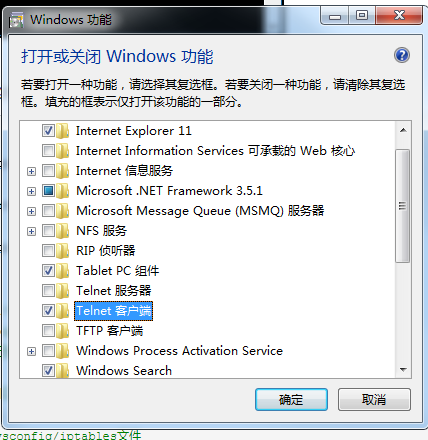 Windows 功能
打开或关闭 Windows 功能
若要打开一种功能，请选择其复选框。若要关闭一种功能，请清除其复选
框。填充的框表示仅打开该功能的一部分。
Internet Explorer 11
Internet Information Services 可承载的 Web 核心
Internet 信息服务
Microsoft .NET Framework 3.5.1
Microsoft Message Queue (MSMQ) 服务器
NFS 服务
RIP 侦听器
Tablet PC 组件
Telnet 服务器
Telnet 客户端
TFTP 客户端
Windows Process Activation Service
Windows Search
确定
取消
ysconfig/iptables文件